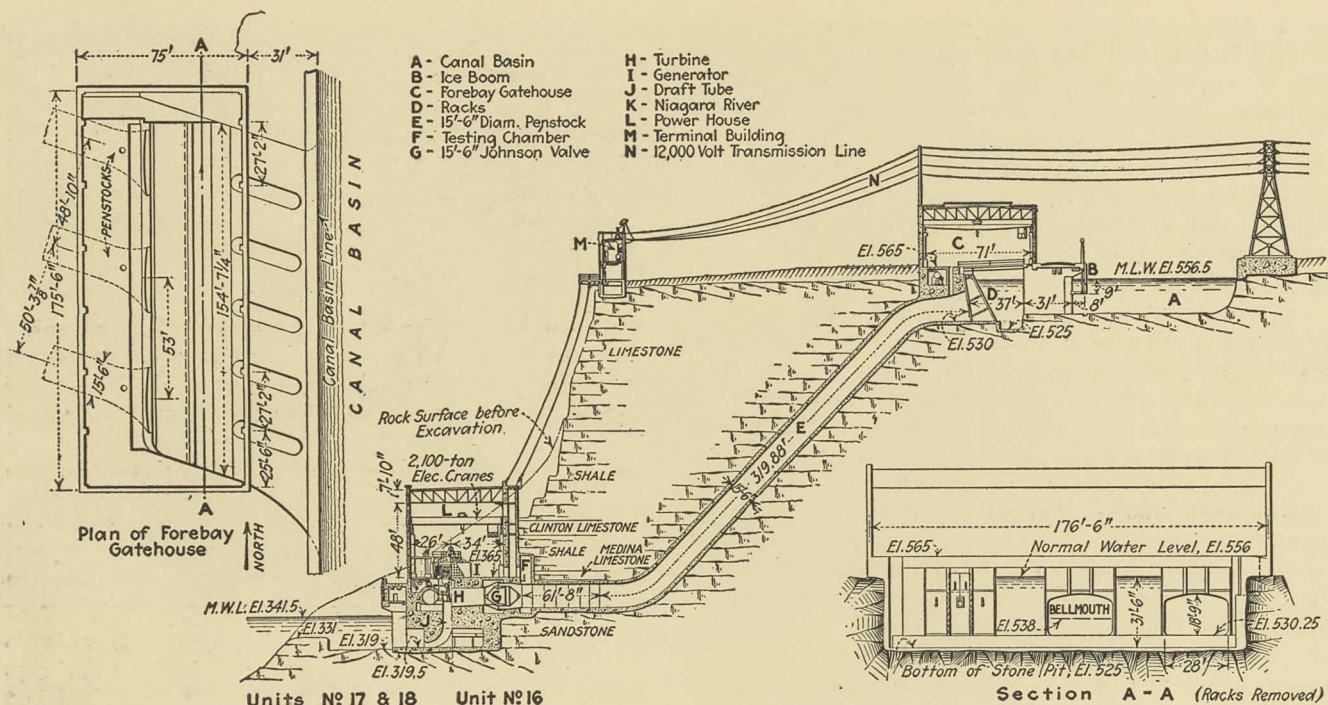 A
75'
31'
27'-2"
48'-10"
PENSTOCKS
175'-6"
50'-3 7/8"
154'-7 1/4"
53'
15'-6"
27'-2"
25'-6"
A
Canal Basin Line
CANAL BASIN
Plan of Forebay
Gatehouse
NORTH
A - Canal Basin
B - Ice Boom
C - Forebay Gatehouse
D - Racks
E - 15'-6" Diam. Penstock
F - Testing Chamber
G - 15'-6" Johnson Valve
H - Turbine
I - Generator
J - Draft Tube
K - Niagara River
L - Power House
M - Terminal Building
N - 12,000 Volt Transmission Line
N
M
C
El.565
71'
B
M.L.W. El.556.5
D
37'
31'
9'
8'
A
El.530
El.525
LIMESTONE
Rock Surface before
Excavation
E
319.88'
15'-6"
2,100-ton
Elec. Cranes
7'-10"
SHALE
L
CLINTON LIMESTONE
48'
26'
34'
El.365
I
F
SHALE
MEDINA
LIMESTONE
H
G
61'-8"
M.W.L. El.341.5
J
SANDSTONE
El.331
El.319
El.319.5
Units No 17 & 18
Unit No 16
176'-6"
El.565
Normal Water Level, El.556
BELLMOUTH
31'-6"
18'-9"
El.538
El.530.25
Bottom of Stone Pit, El.525
28'
Section A-A (Racks Removed)